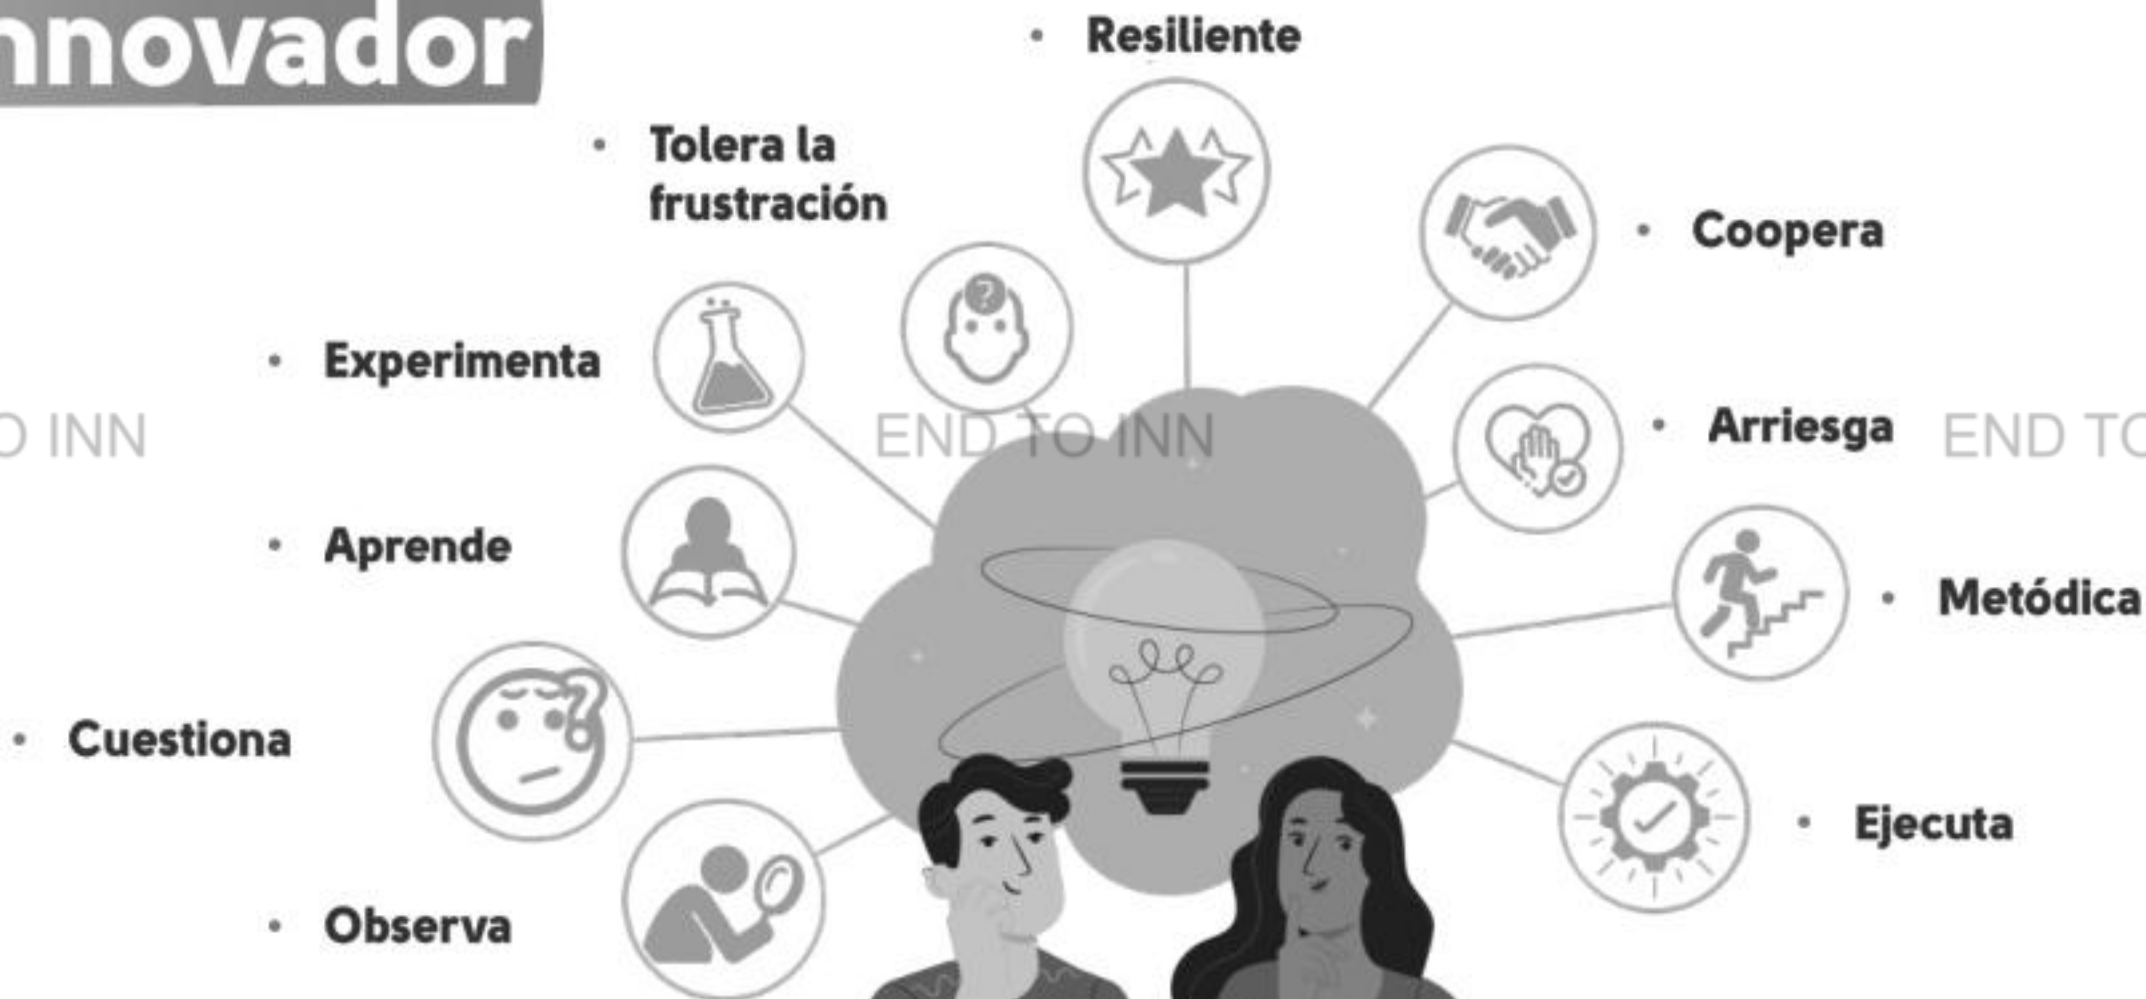 nnovador
Resiliente
Tolera la
frustración
Coopera
Experimenta
Arriesga
O INN
END TO INN
END TO
Aprende
Metódica
Cuestiona
Ejecuta
Observa